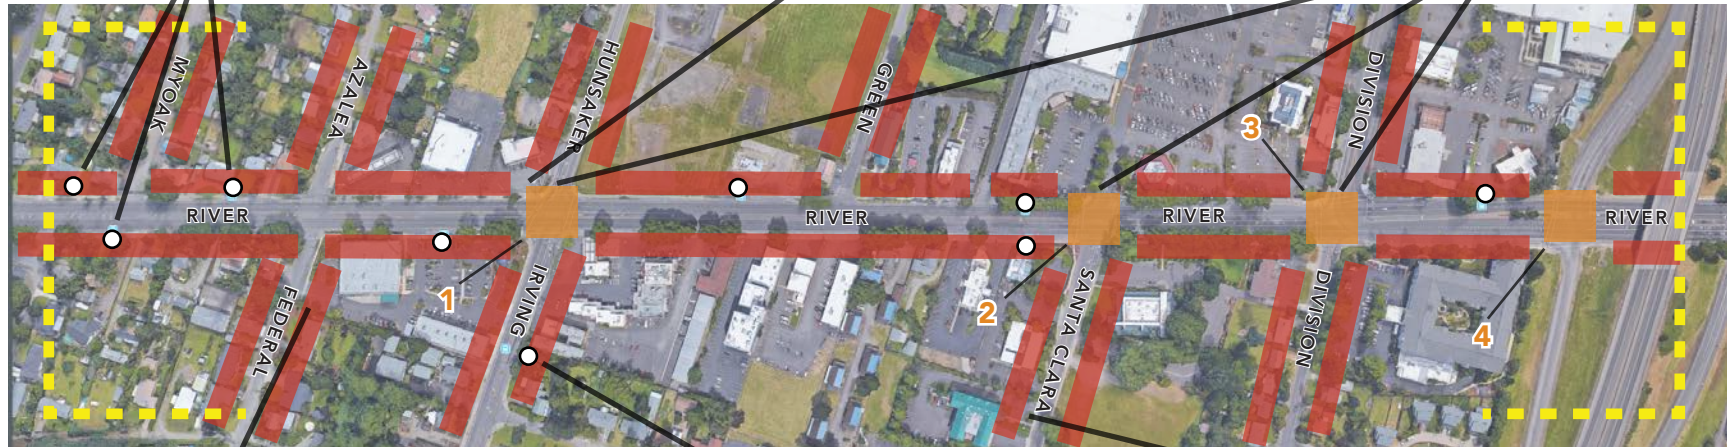 MYOAK
AZALEA
HUNSAKER
GREEN
DIVISION
3
RIVER
RIVER
RIVER
RIVER
1
2
4
FEDERAL
IRVING
SANTA CLARA
DIVISION